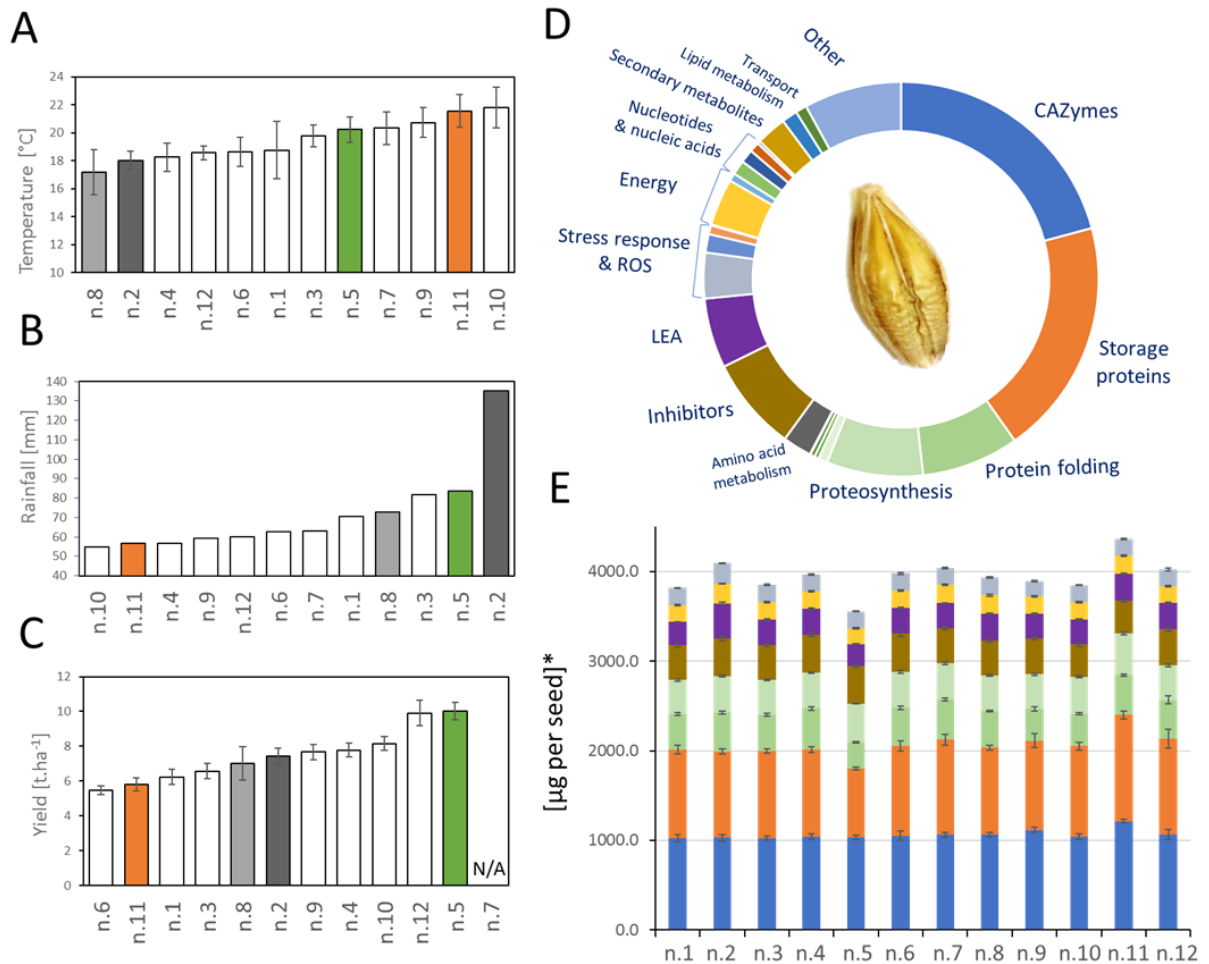 A
Temperature [°C]
24
22
20
18
16
14
12
10
n.8 n.2 n.4 n.12 n.6 n.1 n.3 n.5 n.7 n.9 n.11 n.10
B
Rainfall [mm]
140
130
120
110
100
90
80
70
60
50
40
n.10 n.11 n.4 n.9 n.12 n.6 n.7 n.1 n.8 n.3 n.5 n.2
C
Yield [t.ha⁻¹]
12
10
8
6
4
2
0
N/A
n.6 n.11 n.1 n.3 n.8 n.2 n.9 n.4 n.10 n.12 n.5 n.7
D
Other
Transport
Lipid metabolism
Secondary metabolites
Nucleotides
& nucleic acids
Energy
Stress response
& ROS
LEA
Inhibitors
Amino acid
metabolism
Proteosynthesis
Protein folding
Storage
proteins
CAZymes
E
[µg per seed]*
4000.0
3000.0
2000.0
1000.0
0.0
n.1 n.2 n.3 n.4 n.5 n.6 n.7 n.8 n.9 n.10 n.11 n.12